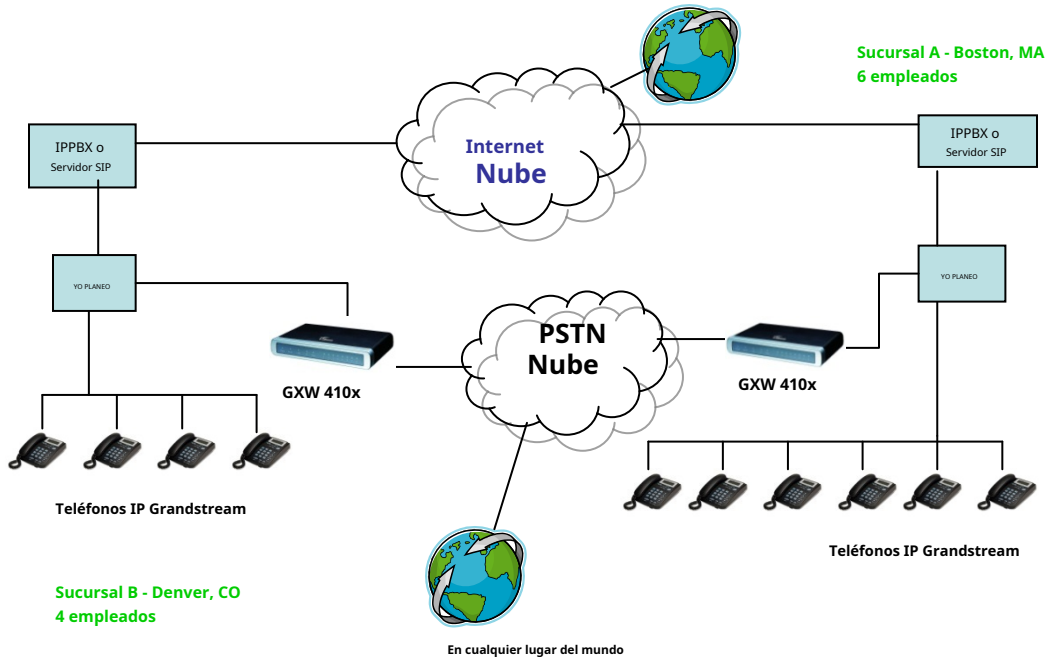 Sucursal A - Boston, MA
6 empleados
IPPBX o
Servidor SIP
Internet
Nube
IPPBX o
Servidor SIP
YO PLANEO
YO PLANEO
PSTN
Nube
GXW 410x
GXW 410x
Teléfonos IP Grandstream
Teléfonos IP Grandstream
Sucursal B - Denver, CO
4 empleados
En cualquier lugar del mundo